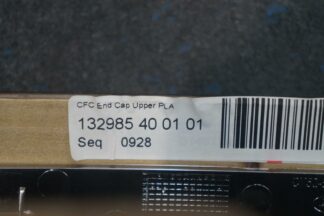 CFC End Cap Upper PLA
132985 40 01 01
Seq 0928